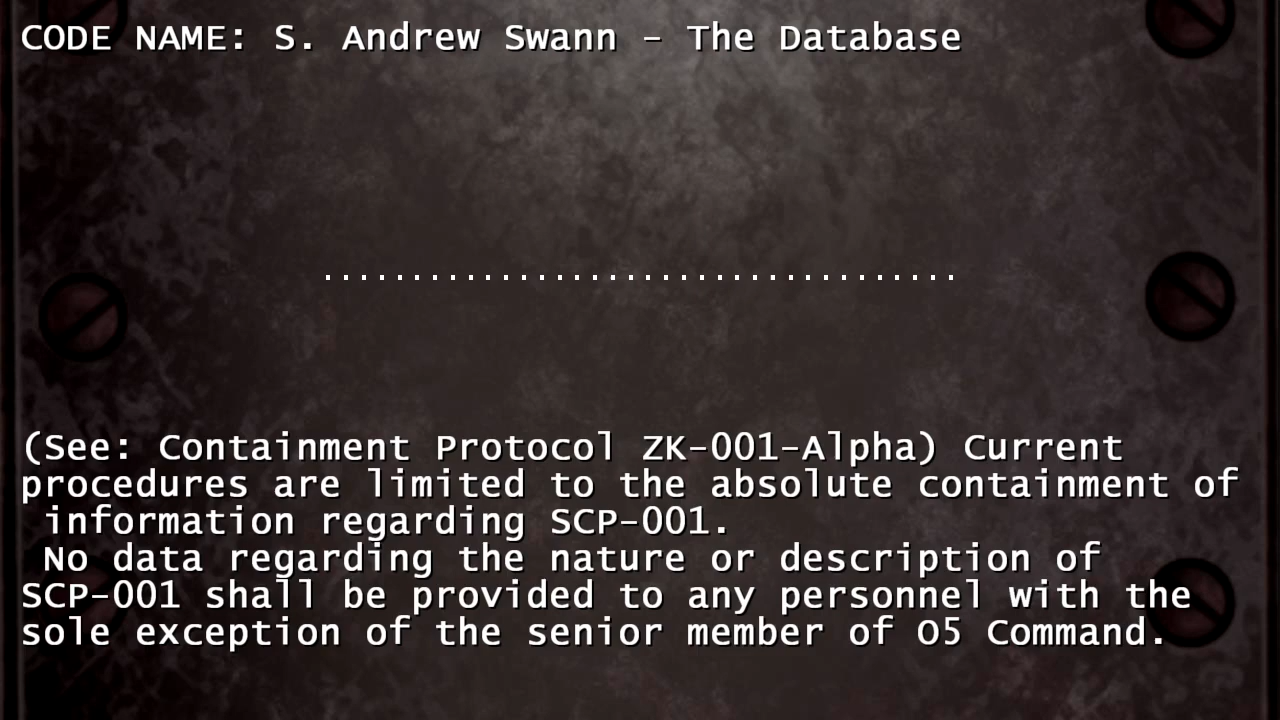 CODE NAME: S. Andrew Swann - The Database
...................................
(See: Containment Protocol ZK-001-Alpha) Current
procedures are limited to the absolute containment of
information regarding SCP-001.
No data regarding the nature or description of
SCP-001 shall be provided to any personnel with the
sole exception of the senior member of O5 Command.